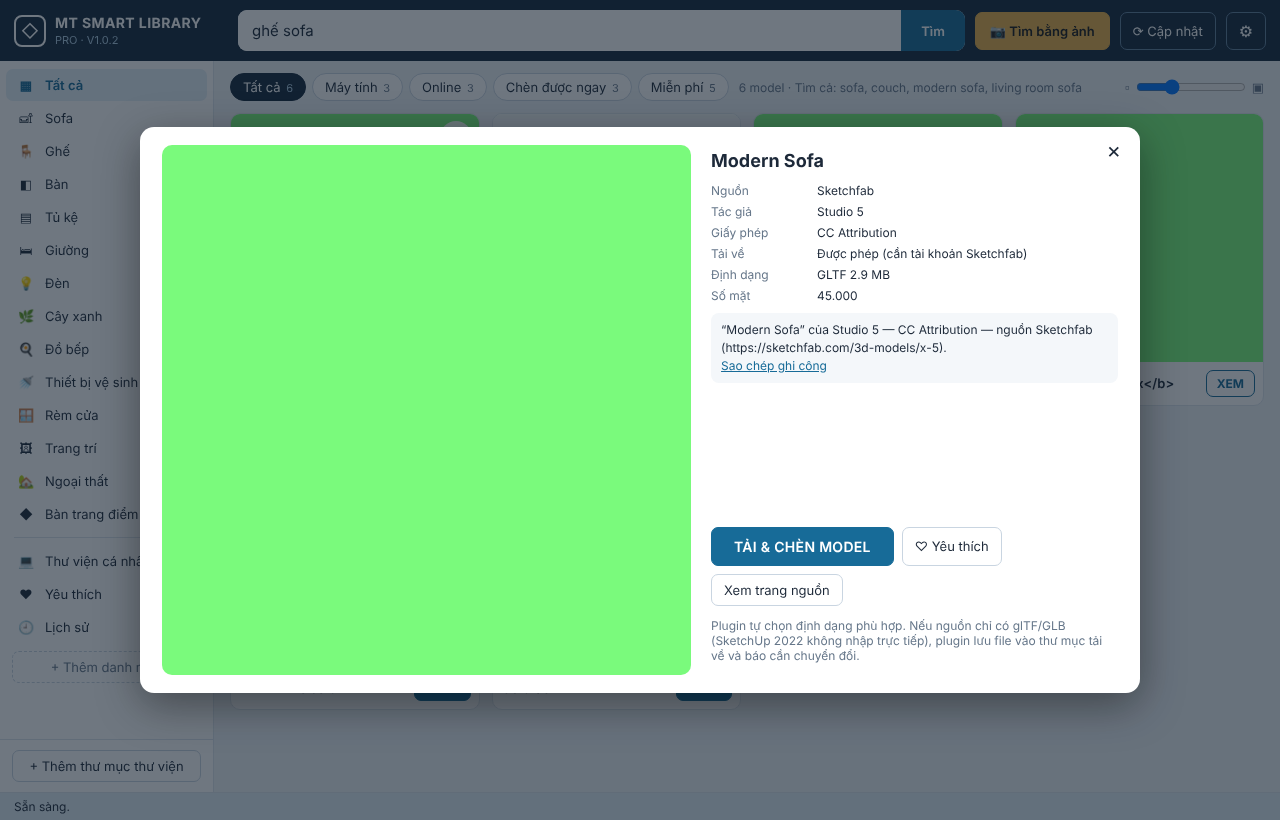 MT SMART LIBRARY
PRO · V1.0.2
ghế sofa
Tìm
📷 Tìm bằng ảnh
⟳ Cập nhật
Tất cả
Sofa
Ghế
Bàn
Tủ kệ
Giường
Đèn
Cây xanh
Đồ bếp
Thiết bị vệ sinh
Rèm cửa
Trang trí
Ngoại thất
Bàn trang điểm
Thư viện cá nhâ
Yêu thích
Lịch sử
+ Thêm danh
+ Thêm thư mục thư viện
Sẵn sàng.
Tất cả 6
Máy tính 3
Online 3
Chèn được ngay 3
Miễn phí 5
6 model · Tìm cả: sofa, couch, modern sofa, living room sofa
</b>
XEM
Modern Sofa
✕
Nguồn Sketchfab
Tác giả Studio 5
Giấy phép CC Attribution
Tải về Được phép (cần tài khoản Sketchfab)
Định dạng GLTF 2.9 MB
Số mặt 45.000
“Modern Sofa” của Studio 5 — CC Attribution — nguồn Sketchfab
(https://sketchfab.com/3d-models/x-5).
Sao chép ghi công
TẢI & CHÈN MODEL
♡ Yêu thích
Xem trang nguồn
Plugin tự chọn định dạng phù hợp. Nếu nguồn chỉ có glTF/GLB
(SketchUp 2022 không nhập trực tiếp), plugin lưu file vào thư mục tải
về và báo cần chuyển đổi.